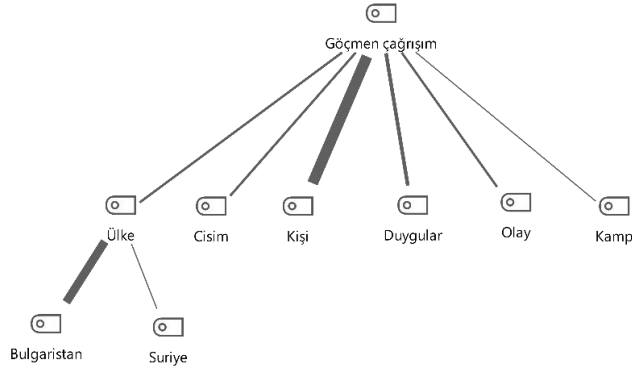 Göçmen çağrışım
Ülke
Cisim
Kişi
Duygular
Olay
Kamp
Bulgaristan
Suriye